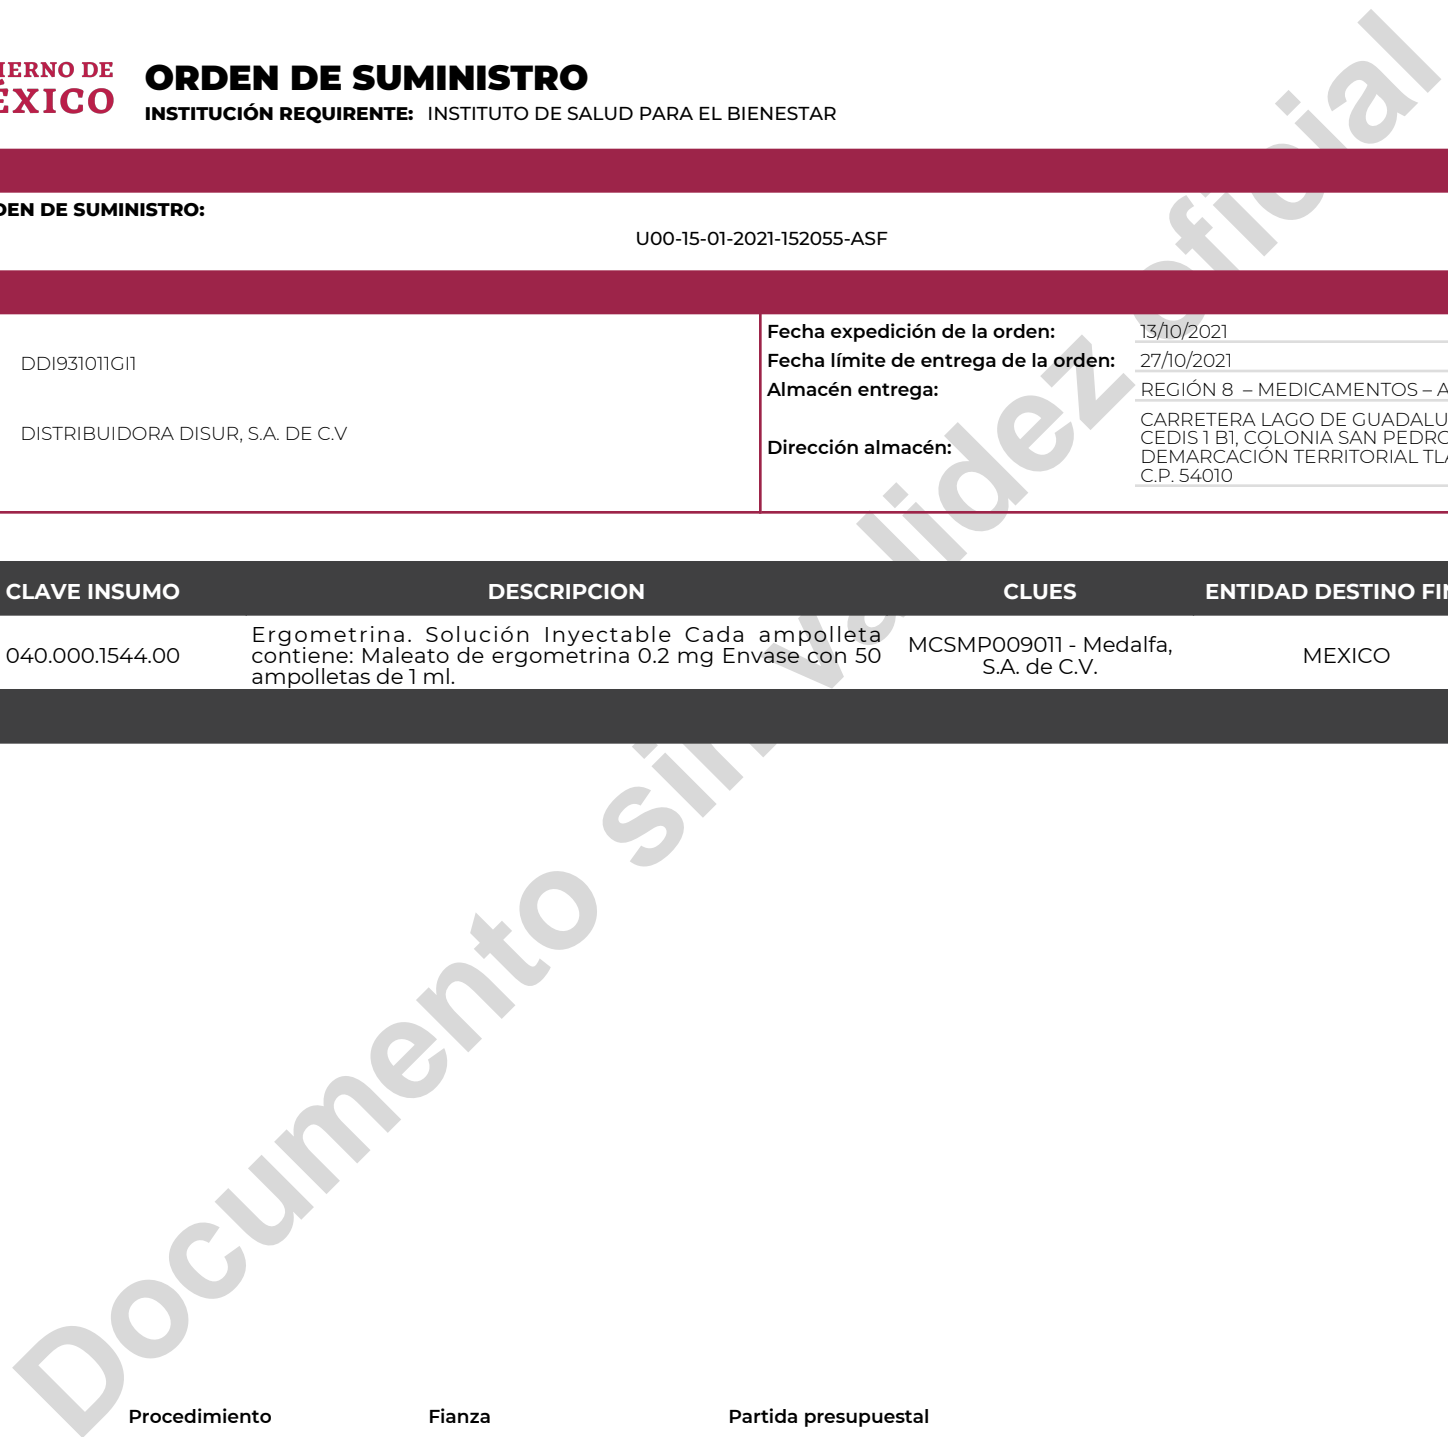 IERNO DE
ÉXICO
ORDEN DE SUMINISTRO
INSTITUCIÓN REQUIRENTE: INSTITUTO DE SALUD PARA EL BIENESTAR
DEN DE SUMINISTRO:
U00-15-01-2021-152055-ASF
DDI931011GI1
DISTRIBUIDORA DISUR, S.A. DE C.V
Fecha expedición de la orden: 13/10/2021
Fecha límite de entrega de la orden: 27/10/2021
Almacén entrega: REGIÓN 8 – MEDICAMENTOS – A
Dirección almacén:
CARRETERA LAGO DE GUADALU
CEDIS 1 B1, COLONIA SAN PEDRO
DEMARCACIÓN TERRITORIAL TLA
C.P. 54010
CLAVE INSUMO DESCRIPCION CLUES ENTIDAD DESTINO FIN
040.000.1544.00
Ergometrina. Solución Inyectable Cada ampolleta
contiene: Maleato de ergometrina 0.2 mg Envase con 50
ampolletas de 1 ml.
MCSMP009011 - Medalfa,
S.A. de C.V.
MEXICO
Documento sin validez oficial
Procedimiento Fianza Partida presupuestal